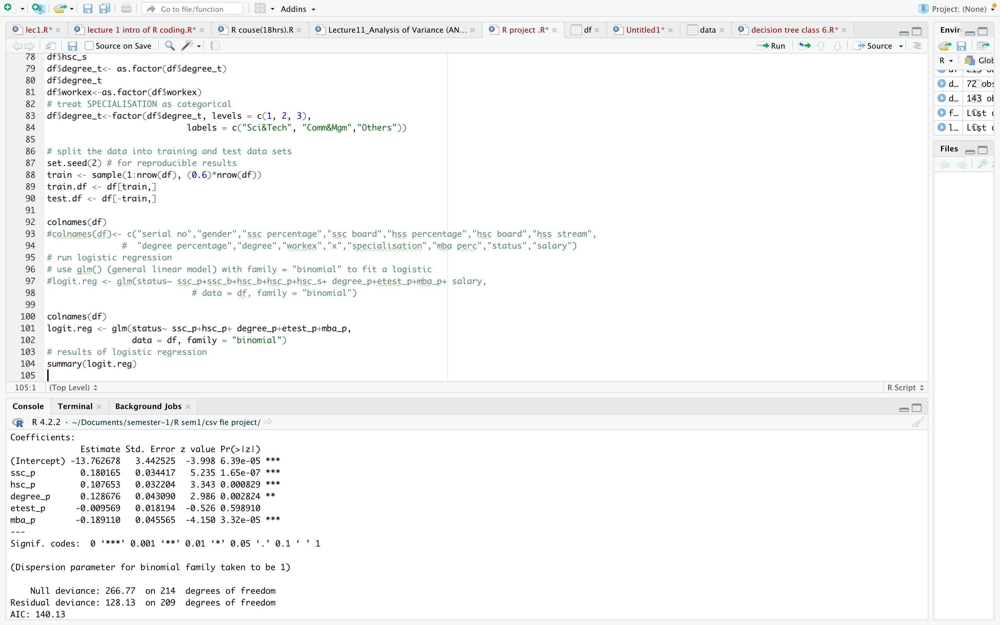 Go to file/function
Addins
Project: (None)
lec1.R*
lecture 1 intro of R coding.R*
R couse(18hrs).R
Lecture11_Analysis of Variance (AN...
R project .R*
df
Untitled1*
data
decision tree class 6.R*
Source on Save
Run
Source
78 df$hsc_s
79 df$degree_t<- as.factor(df$degree_t)
80 df$degree_t
81 df$workex<-as.factor(df$workex)
82 # treat SPECIALISATION as categorical
83 df$degree_t<-factor(df$degree_t, levels = c(1, 2, 3),
84 labels = c("Sci&Tech", "Comm&Mgm","Others"))
85
86 # split the data into training and test data sets
87 set.seed(2) # for reproducible results
88 train <- sample(1:nrow(df), (0.6)*nrow(df))
89 train.df <- df[train,]
90 test.df <- df[-train,]
91
92 colnames(df)
93 #colnames(df)<- c("serial no","gender","ssc percentage","ssc board","hss percentage","hsc board","hss stream",
94 # "degree percentage","degree","workex","x","specialisation","mba perc","status","salary")
95 # run logistic regression
96 # use glm() (general linear model) with family = "binomial" to fit a logistic
97 #logit.reg <- glm(status~ ssc_p+ssc_b+hsc_b+hsc_p+hsc_s+ degree_p+etest_p+mba_p+ salary,
98 # data = df, family = "binomial")
99
100 colnames(df)
101 logit.reg <- glm(status~ ssc_p+hsc_p+ degree_p+etest_p+mba_p,
102 data = df, family = "binomial")
103 # results of logistic regression
104 summary(logit.reg)
105
105:1 (Top Level) R Script
Console Terminal Background Jobs
R 4.2.2 · ~/Documents/semester-1/R sem1/csv fie project/
Coefficients:
Estimate Std. Error z value Pr(>|z|)
(Intercept) -13.762678 3.442525 -3.998 6.39e-05 ***
ssc_p 0.180165 0.034417 5.235 1.65e-07 ***
hsc_p 0.107653 0.032204 3.343 0.000829 ***
degree_p 0.128676 0.043090 2.986 0.002824 **
etest_p -0.009569 0.018194 -0.526 0.598910
mba_p -0.189110 0.045565 -4.150 3.32e-05 ***
---
Signif. codes: 0 ‘***’ 0.001 ‘**’ 0.01 ‘*’ 0.05 ‘.’ 0.1 ‘ ’ 1
(Dispersion parameter for binomial family taken to be 1)
Null deviance: 266.77 on 214 degrees of freedom
Residual deviance: 128.13 on 209 degrees of freedom
AIC: 140.13
Envir
R Glob
d... 72 obs
d... 143 ob
f... List
l... List
Files